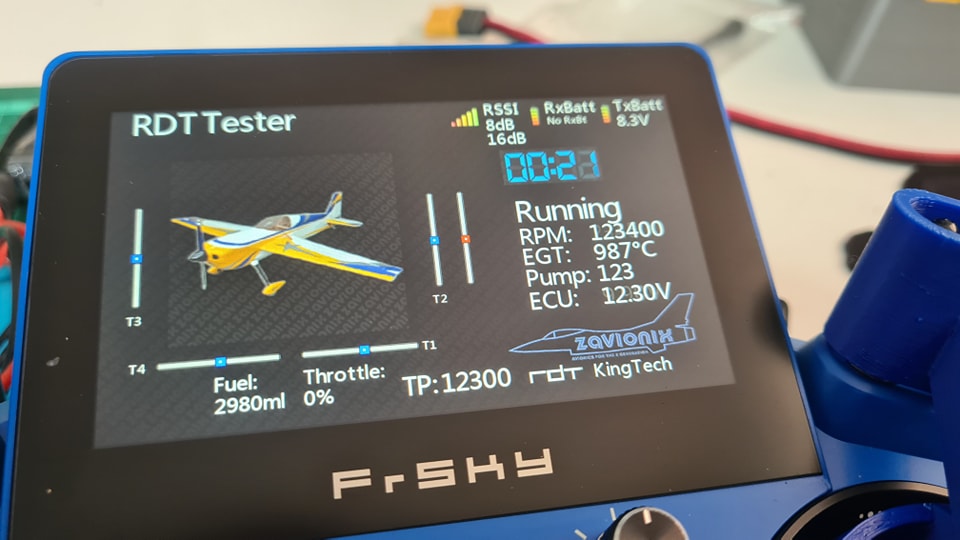 RDT Tester
RSSI
8dB
16dB
RxBatt
No RxBt
TxBatt
8.3V
00:21
Running
RPM: 123400
EGT: 987°C
Pump: 123
ECU: 12.30V
T3
T2
T4
T1
Fuel:
2980ml
Throttle:
0%
TP: 12300
zavionix
rdt KingTech
FrSky